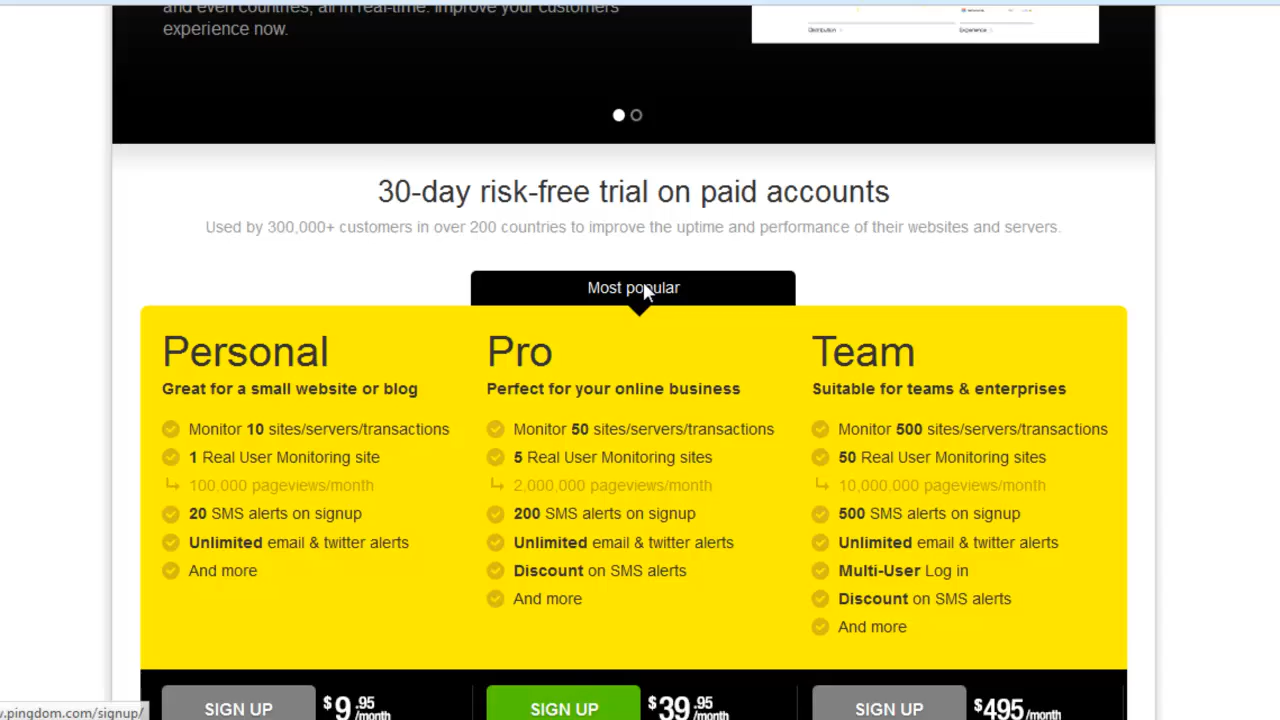 and even countries, all in real-time. Improve your customers
experience now.
Distribution
Experience
30-day risk-free trial on paid accounts
Used by 300,000+ customers in over 200 countries to improve the uptime and performance of their websites and servers.
Most popular
Personal
Great for a small website or blog
Monitor 10 sites/servers/transactions
1 Real User Monitoring site
100,000 pageviews/month
20 SMS alerts on signup
Unlimited email & twitter alerts
And more
SIGN UP
$9.95/month
Pro
Perfect for your online business
Monitor 50 sites/servers/transactions
5 Real User Monitoring sites
2,000,000 pageviews/month
200 SMS alerts on signup
Unlimited email & twitter alerts
Discount on SMS alerts
And more
SIGN UP
$39.95/month
Team
Suitable for teams & enterprises
Monitor 500 sites/servers/transactions
50 Real User Monitoring sites
10,000.000 pageviews/month
500 SMS alerts on signup
Unlimited email & twitter alerts
Multi-User Log in
Discount on SMS alerts
And more
SIGN UP
$495/month
v.pingdom.com/signup/